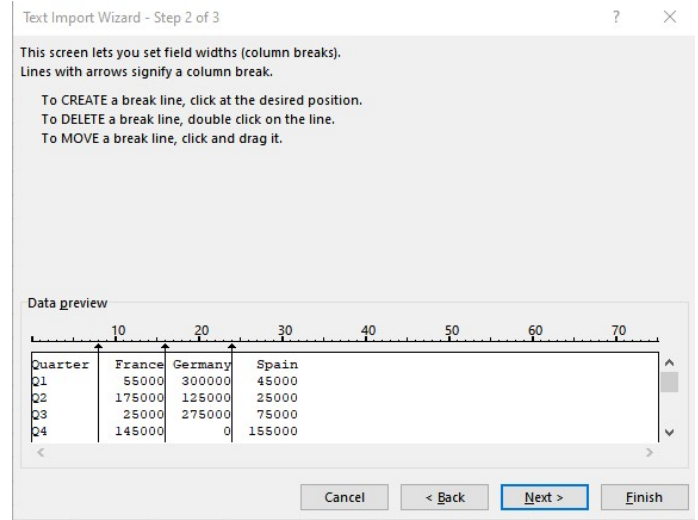 Text Import Wizard - Step 2 of 3 ? ×
This screen lets you set field widths (column breaks).
Lines with arrows signify a column break.
To CREATE a break line, click at the desired position.
To DELETE a break line, double click on the line.
To MOVE a break line, click and drag it.
Data preview
10 20 30 40 50 60 70
Quarter France Germany Spain
Q1 55000 300000 45000
Q2 175000 125000 25000
Q3 25000 275000 75000
Q4 145000 0 155000
Cancel < Back Next > Finish